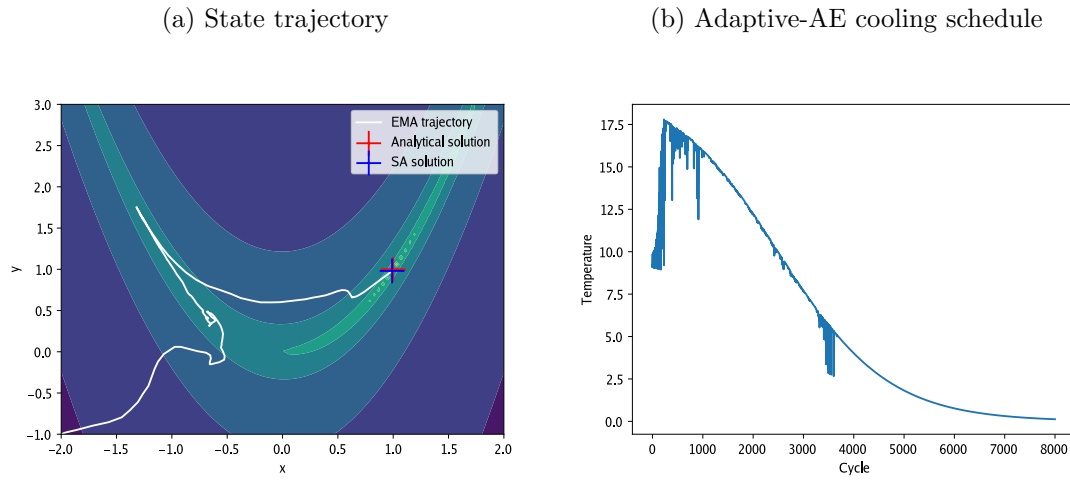 (a) State trajectory
(b) Adaptive-AE cooling schedule
3.0
2.5
2.0
1.5
1.0
0.5
0.0
−0.5
−1.0
y
−2.0 −1.5 −1.0 −0.5 0.0 0.5 1.0 1.5 2.0
x
EMA trajectory
Analytical solution
SA solution
17.5
15.0
12.5
10.0
7.5
5.0
2.5
0.0
Temperature
0 1000 2000 3000 4000 5000 6000 7000 8000
Cycle